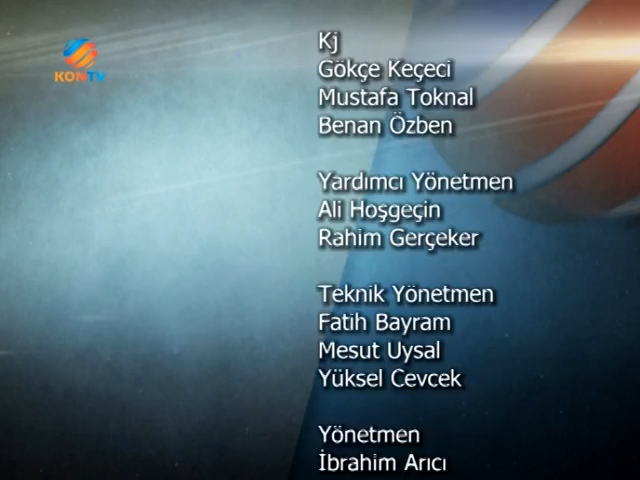 KONTV
Kj
Gökçe Keçeci
Mustafa Toknal
Benan Özben
Yardımcı Yönetmen
Ali Hoşgeçin
Rahim Gerçeker
Teknik Yönetmen
Fatih Bayram
Mesut Uysal
Yüksel Cevcek
Yönetmen
İbrahim Arıcı